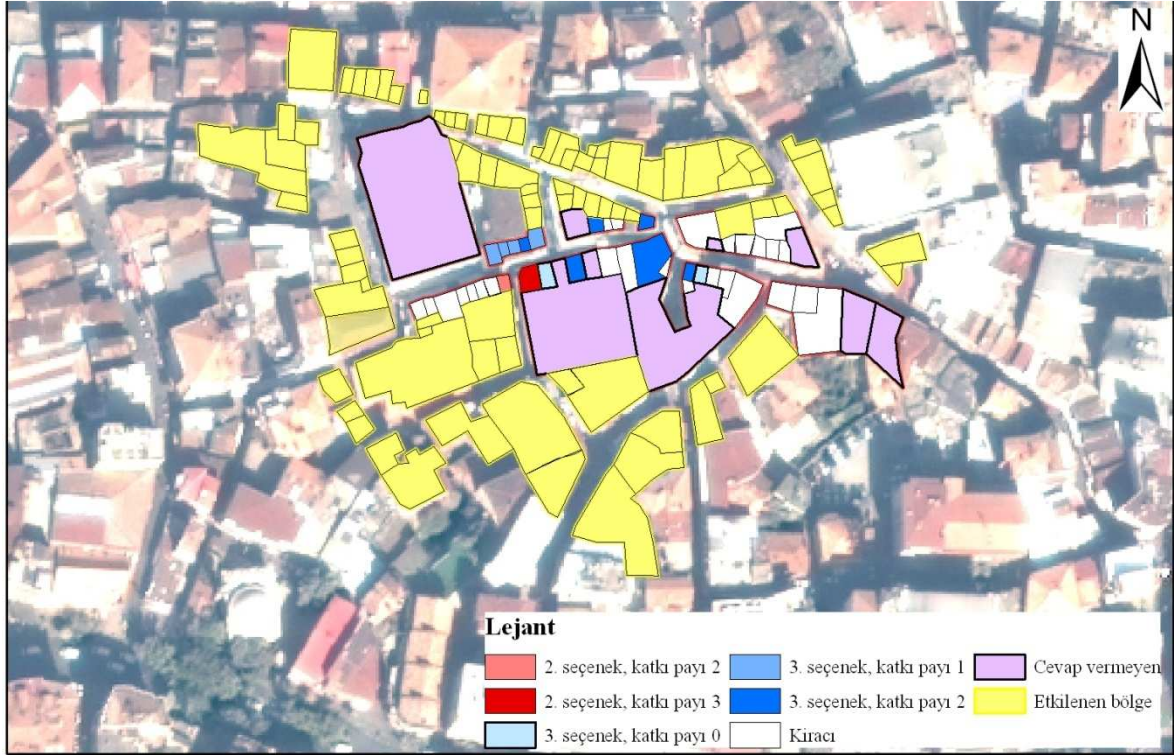 N
Lejant
2. seçenek, katkı payı 2
2. seçenek, katkı payı 3
3. seçenek, katkı payı 0
3. seçenek, katkı payı 1
3. seçenek, katkı payı 2
Kiracı
Cevap vermeyen
Etkilenen bölge